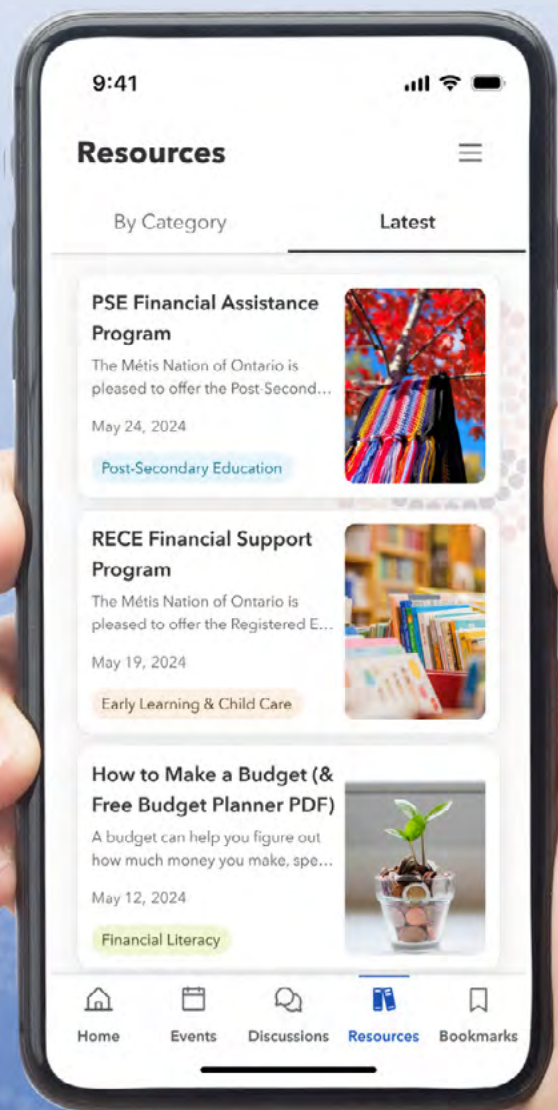 9:41
Resources
By Category
Latest
PSE Financial Assistance
Program
The Métis Nation of Ontario is
pleased to offer the Post-Second...
May 24, 2024
Post-Secondary Education
RECE Financial Support
Program
The Métis Nation of Ontario is
pleased to offer the Registered E...
May 19, 2024
Early Learning & Child Care
How to Make a Budget (&
Free Budget Planner PDF)
A budget can help you figure out
how much money you make, spe...
May 12, 2024
Financial Literacy
Home
Events
Discussions
Resources
Bookmarks